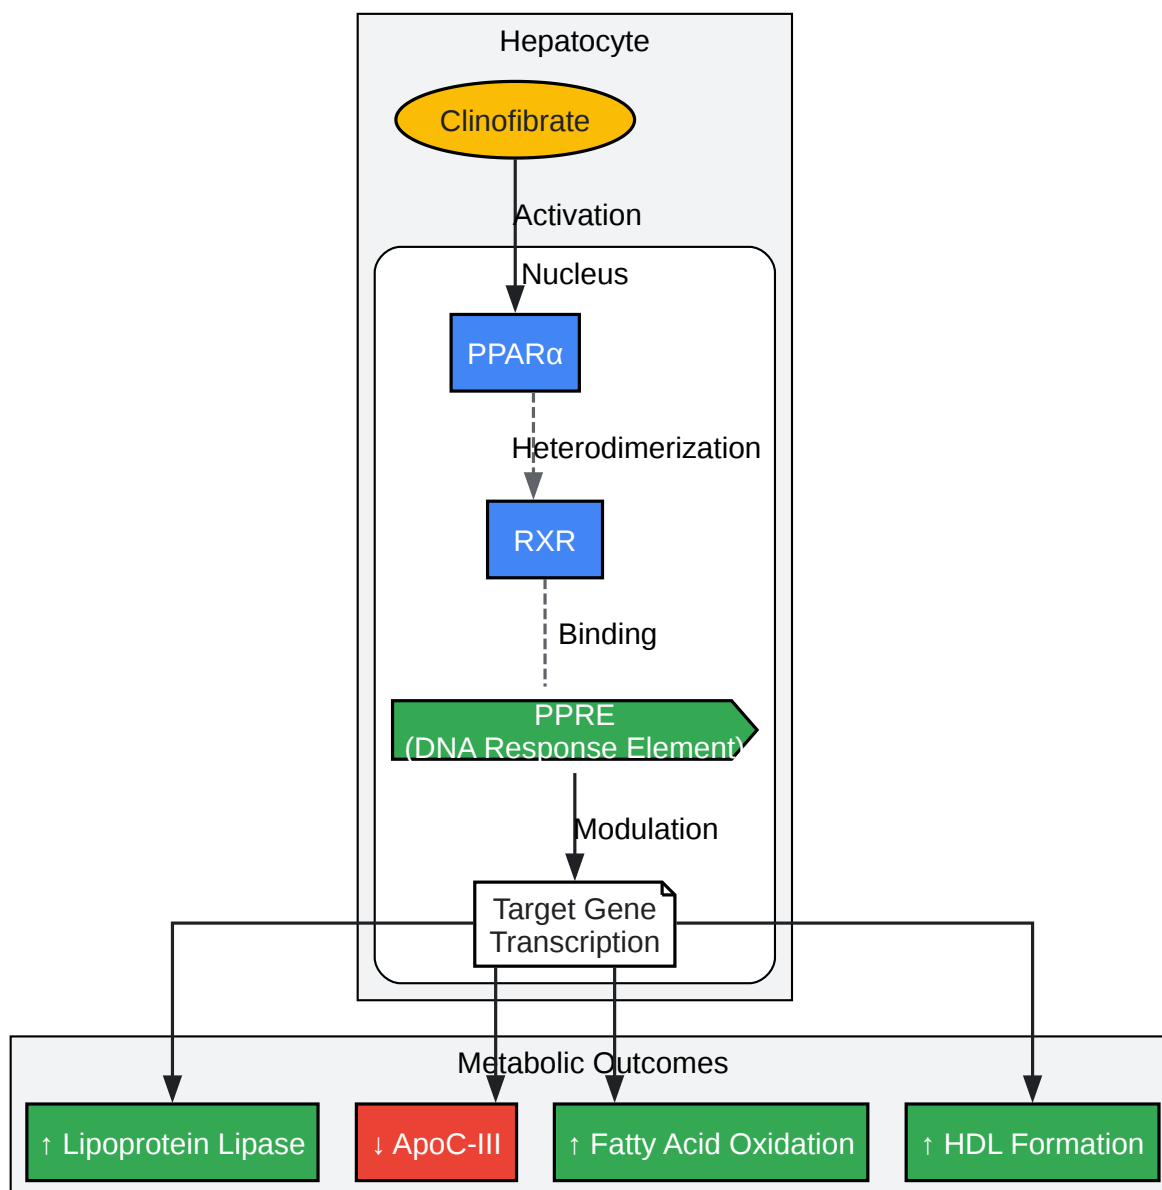 Hepatocyte
Clinofibrate
Activation
Nucleus
PPARα
Heterodimerization
RXR
Binding
PPRE
(DNA Response Element)
Modulation
Target Gene
Transcription
Metabolic Outcomes
↑ Lipoprotein Lipase
↓ ApoC-III
↑ Fatty Acid Oxidation
↑ HDL Formation